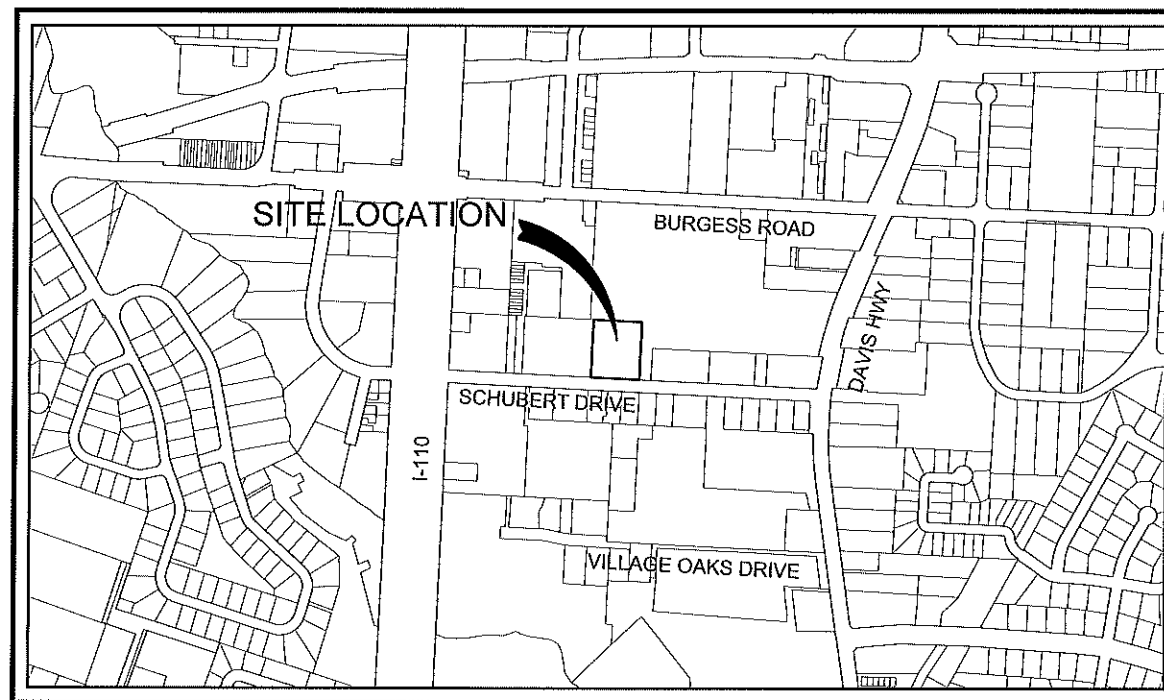 SITE LOCATION
BURGESS ROAD
DAVIS HWY
SCHUBERT DRIVE
I-110
VILLAGE OAKS DRIVE